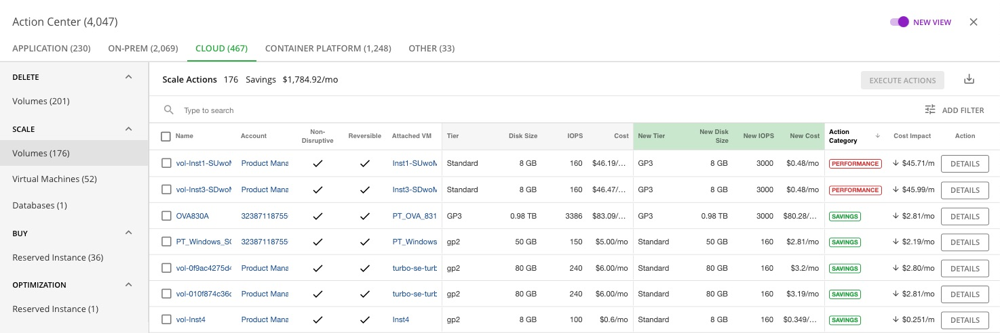 Action Center (4,047)
NEW VIEW
APPLICATION (230) ON-PREM (2,069) CLOUD (467) CONTAINER PLATFORM (1,248) OTHER (33)
DELETE
Volumes (201)
SCALE
Volumes (176)
Virtual Machines (52)
Databases (1)
BUY
Reserved Instance (36)
OPTIMIZATION
Reserved Instance (1)
Scale Actions 176 Savings $1,784.92/mo
EXECUTE ACTIONS
Type to search
ADD FILTER
Name Account Non-Disruptive Reversible Attached VM Tier Disk Size IOPS Cost New Tier New Disk Size New IOPS New Cost Action Category ↓ Cost Impact Action
vol-Inst1-SUwoM Product Mana Inst1-SUwoM Standard 8 GB 160 $46.19/... GP3 8 GB 3000 $0.48/mo PERFORMANCE ↓ $45.71/m DETAILS
vol-Inst3-SDwoM Product Mana Inst3-SDwoM Standard 8 GB 160 $46.47/... GP3 8 GB 3000 $0.48/mo PERFORMANCE ↓ $45.99/m DETAILS
OVA830A 323871187550 PT_OVA_831 GP3 0.98 TB 3386 $83.09/... GP3 0.98 TB 3000 $80.28/... SAVINGS ↓ $2.81/mo DETAILS
PT_Windows_SQ 323871187550 PT_Windows gp2 50 GB 150 $5.00/mo Standard 50 GB 160 $2.81/mo SAVINGS ↓ $2.19/mo DETAILS
vol-0f9ac4275d4 Product Mana turbo-se-turb gp2 80 GB 240 $6.00/mo Standard 80 GB 160 $3.2/mo SAVINGS ↓ $2.80/mo DETAILS
vol-010f874c36c Product Mana turbo-se-turb gp2 80 GB 240 $6.00/mo Standard 80 GB 160 $3.19/mo SAVINGS ↓ $2.81/mo DETAILS
vol-Inst4 Product Mana Inst4 gp2 8 GB 100 $0.6/mo Standard 8 GB 160 $0.349/... SAVINGS ↓ $0.251/m DETAILS